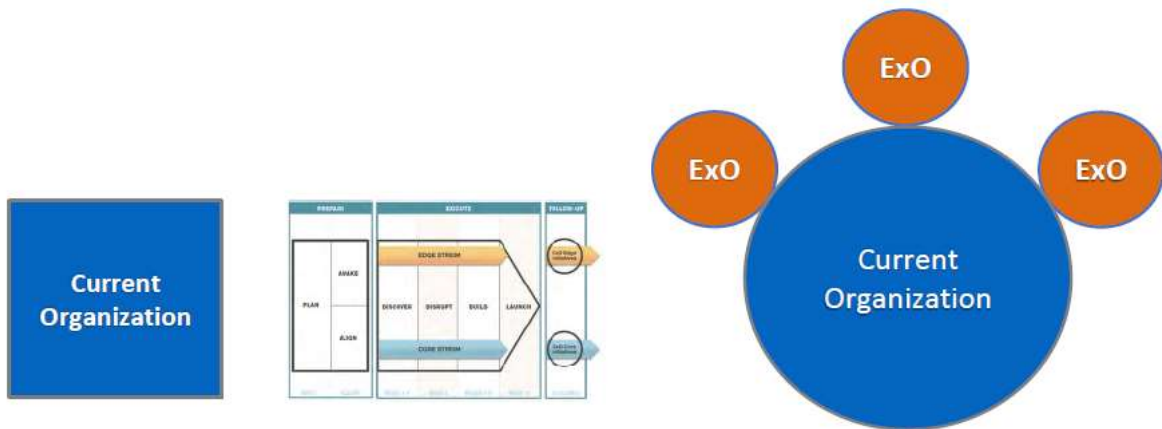 Current
Organization
PREPARE
EXECUTE
FOLLOW-UP
PLAN
AWAKE
ALIGN
EDGE STREAM
DISCOVER
DISRUPT
BUILD
LAUNCH
CORE STREAM
ExO
ExO
ExO
Current
Organization